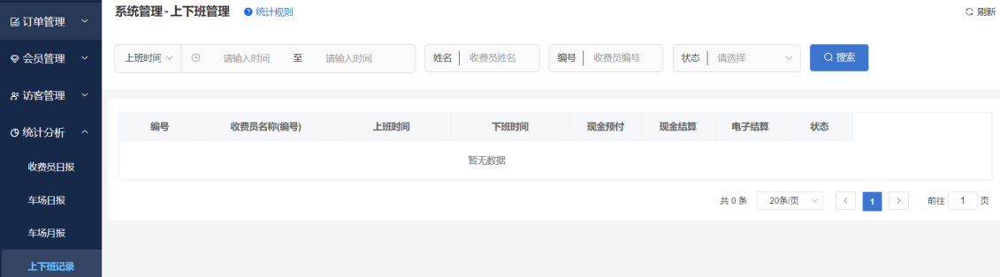 订单管理
会员管理
访客管理
统计分析
收费员日报
车场日报
车场月报
上下班记录
系统管理-上下班管理 ? 统计规则 刷新
上班时间 请输入时间 至 请输入时间 姓名 收费员姓名 编号 收费员编号 状态 请选择 搜索
编号 收费员名称(编号) 上班时间 下班时间 现金预付 现金结算 电子结算 状态
暂无数据
共 0 条 20条/页 < 1 > 前往 1 页